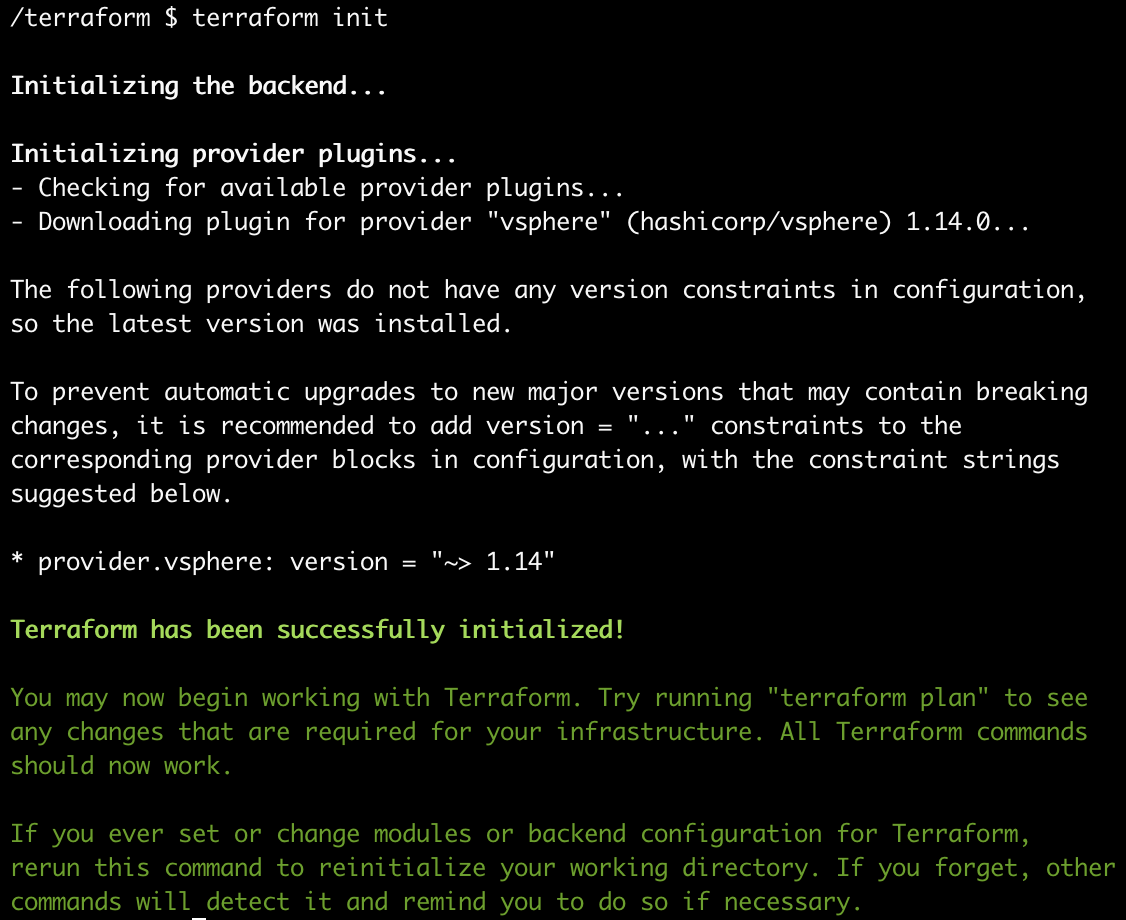 /terraform $ terraform init
Initializing the backend...
Initializing provider plugins...
- Checking for available provider plugins...
- Downloading plugin for provider "vsphere" (hashicorp/vsphere) 1.14.0...
The following providers do not have any version constraints in configuration,
so the latest version was installed.
To prevent automatic upgrades to new major versions that may contain breaking
changes, it is recommended to add version = "..." constraints to the
corresponding provider blocks in configuration, with the constraint strings
suggested below.
* provider.vsphere: version = "~> 1.14"
Terraform has been successfully initialized!
You may now begin working with Terraform. Try running "terraform plan" to see
any changes that are required for your infrastructure. All Terraform commands
should now work.
If you ever set or change modules or backend configuration for Terraform,
rerun this command to reinitialize your working directory. If you forget, other
commands will detect it and remind you to do so if necessary.